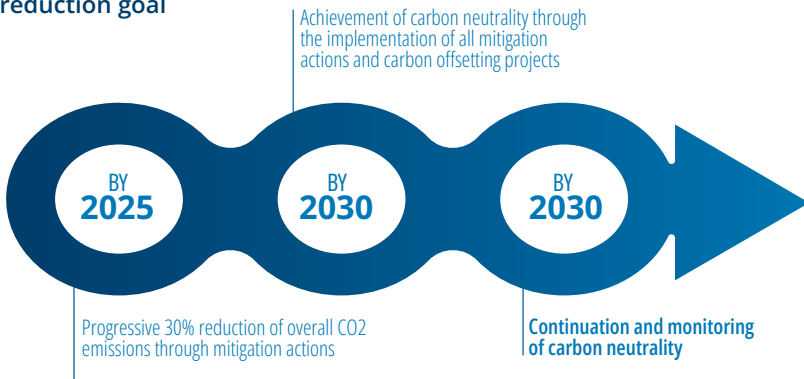 reduction goal
Achievement of carbon neutrality through
the implementation of all mitigation
actions and carbon offsetting projects
BY
2025
BY
2030
BY
2030
Progressive 30% reduction of overall CO2
emissions through mitigation actions
Continuation and monitoring
of carbon neutrality